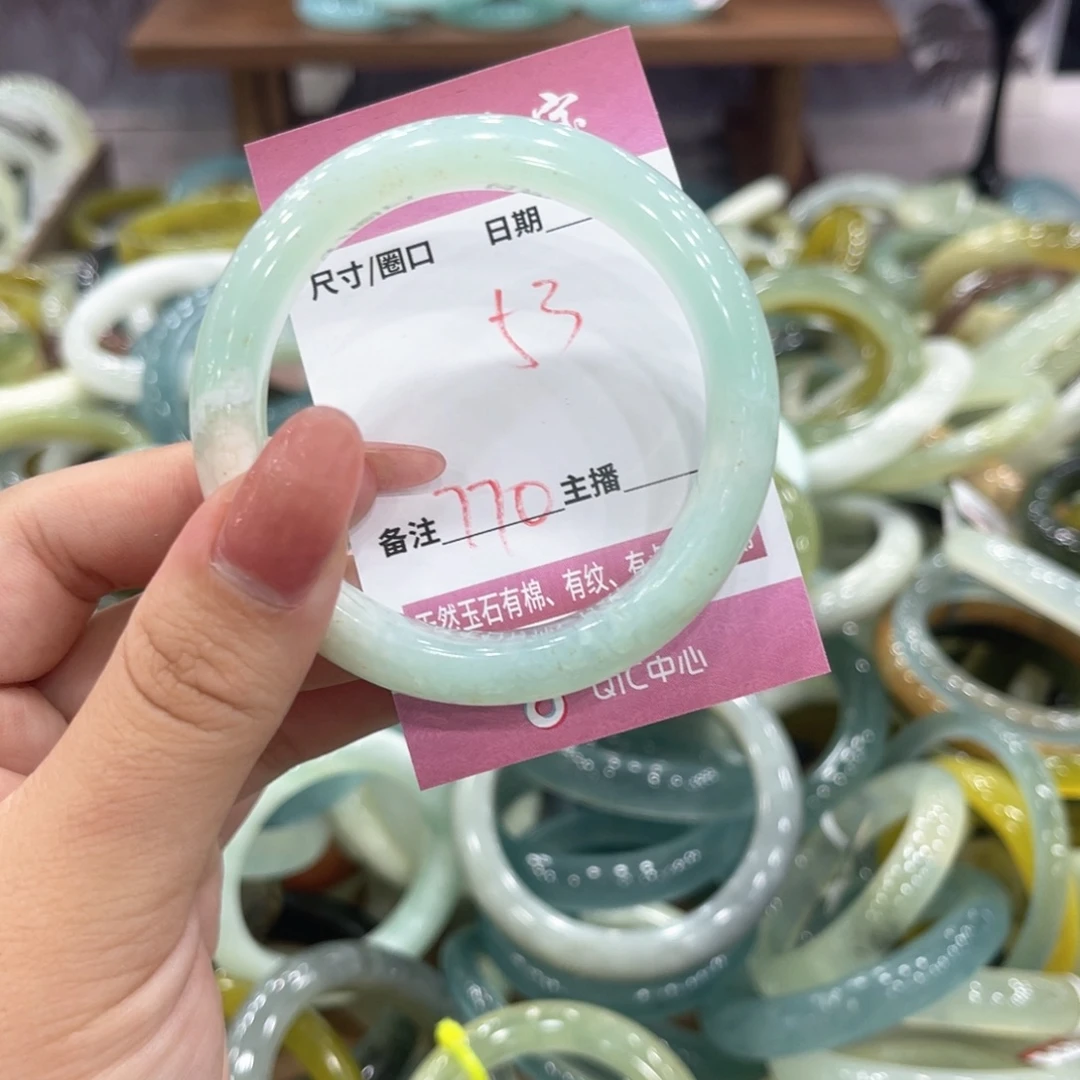 尺寸/圈口 日期
53
备注 770 主播
天然玉石有棉、有纹、有
QIC中心